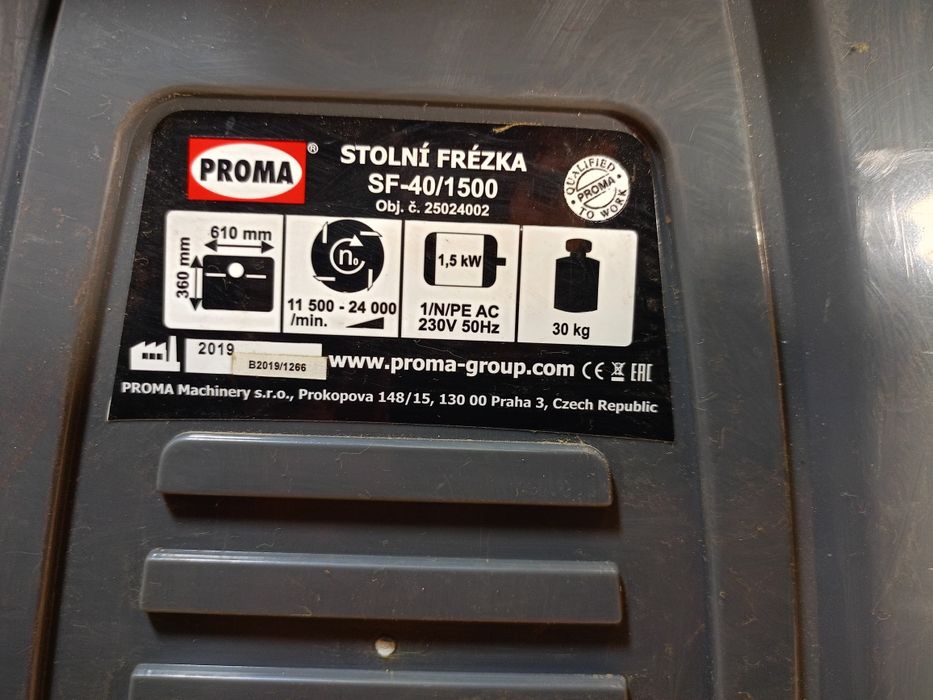 PROMA®
STOLNÍ FRÉZKA
SF-40/1500
Obj. č. 25024002
QUALIFIED
PROMA
TO WORK
610 mm
360 mm
n₀
11 500 - 24 000
/min.
1,5 kW
1/N/PE AC
230V 50Hz
30 kg
2019
B2019/1266
www.proma-group.com CE EAC
PROMA Machinery s.r.o., Prokopova 148/15, 130 00 Praha 3, Czech Republic